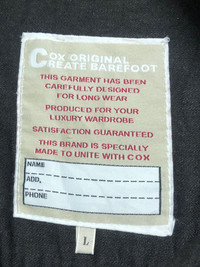 COX ORIGINAL
CREATE BAREFOOT
THIS GARMENT HAS BEEN
CAREFULLY DESIGNED
FOR LONG WEAR
PRODUCED FOR YOUR
LUXURY WARDROBE
SATISFACTION GUARANTEED
THIS BRAND IS SPECIALLY
MADE TO UNITE WITH COX
NAME
ADD.
PHONE
L